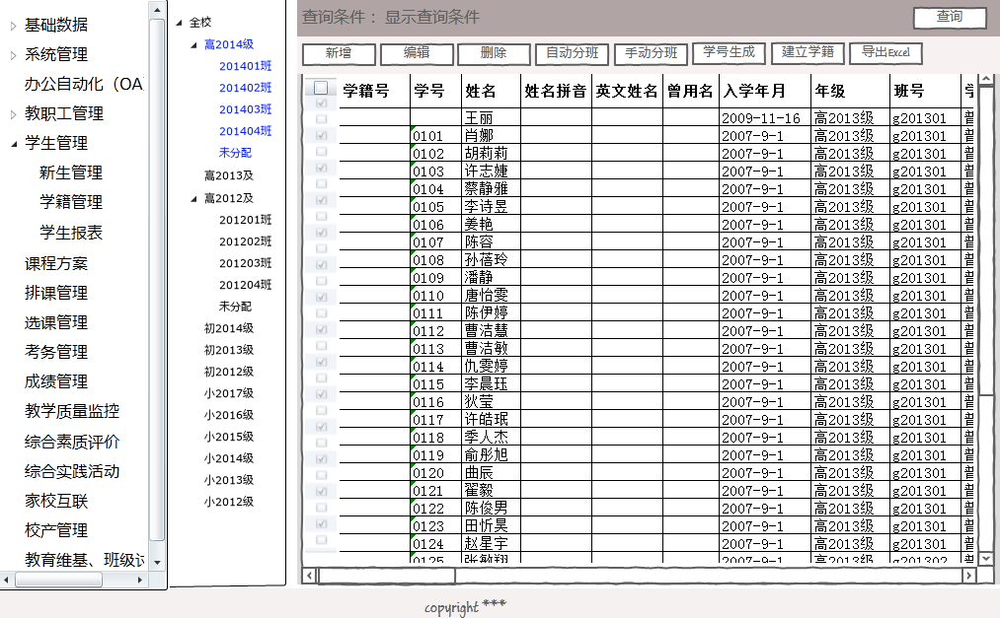 基础数据
系统管理
办公自动化（OA
教职工管理
学生管理
新生管理
学籍管理
学生报表
课程方案
排课管理
选课管理
考务管理
成绩管理
教学质量监控
综合素质评价
综合实践活动
家校互联
校产管理
教育维基、班级讨
全校
高2014级
201401班
201402班
201403班
201404班
未分配
高2013及
高2012及
201201班
201202班
201203班
201204班
未分配
初2014级
初2013级
初2012级
小2017级
小2016级
小2015级
小2014级
小2013级
小2012级
查询条件： 显示查询条件 查询
新增 编辑 删除 自动分班 手动分班 学号生成 建立学籍 导出Excel
学籍号 学号 姓名 姓名拼音 英文姓名 曾用名 入学年月 年级 班号 学
王丽 2009-11-16 高2013级 g201301 普
0101 肖娜 2007-9-1 高2013级 g201301 普
0102 胡莉莉 2007-9-1 高2013级 g201301 普
0103 许志婕 2007-9-1 高2013级 g201301 普
0104 蔡静雅 2007-9-1 高2013级 g201301 普
0105 李诗昱 2007-9-1 高2013级 g201301 普
0106 姜艳 2007-9-1 高2013级 g201301 普
0107 陈容 2007-9-1 高2013级 g201301 普
0108 孙蓓玲 2007-9-1 高2013级 g201301 普
0109 潘静 2007-9-1 高2013级 g201301 普
0110 唐怡雯 2007-9-1 高2013级 g201301 普
0111 陈伊婷 2007-9-1 高2013级 g201301 普
0112 曹洁慧 2007-9-1 高2013级 g201301 普
0113 曹洁敏 2007-9-1 高2013级 g201301 普
0114 仇雯婷 2007-9-1 高2013级 g201301 普
0115 李晨珏 2007-9-1 高2013级 g201301 普
0116 狄莹 2007-9-1 高2013级 g201301 普
0117 许皓珉 2007-9-1 高2013级 g201301 普
0118 季人杰 2007-9-1 高2013级 g201301 普
0119 俞彤旭 2007-9-1 高2013级 g201301 普
0120 曲辰 2007-9-1 高2013级 g201301 普
0121 翟毅 2007-9-1 高2013级 g201301 普
0122 陈俊男 2007-9-1 高2013级 g201301 普
0123 田忻昊 2007-9-1 高2013级 g201301 普
0124 赵星宇 2007-9-1 高2013级 g201301 普
0125 张敏翔 2007-9-1 高2013级 g201302 普
copyright ***